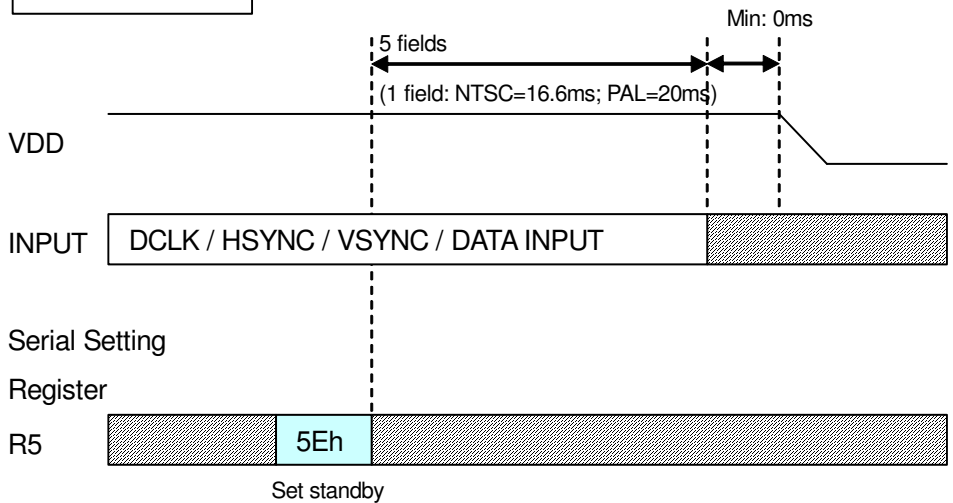 Min: 0ms
5 fields
(1 field: NTSC=16.6ms; PAL=20ms)
VDD
INPUT DCLK / HSYNC / VSYNC / DATA INPUT
Serial Setting
Register
R5 5Eh
Set standby